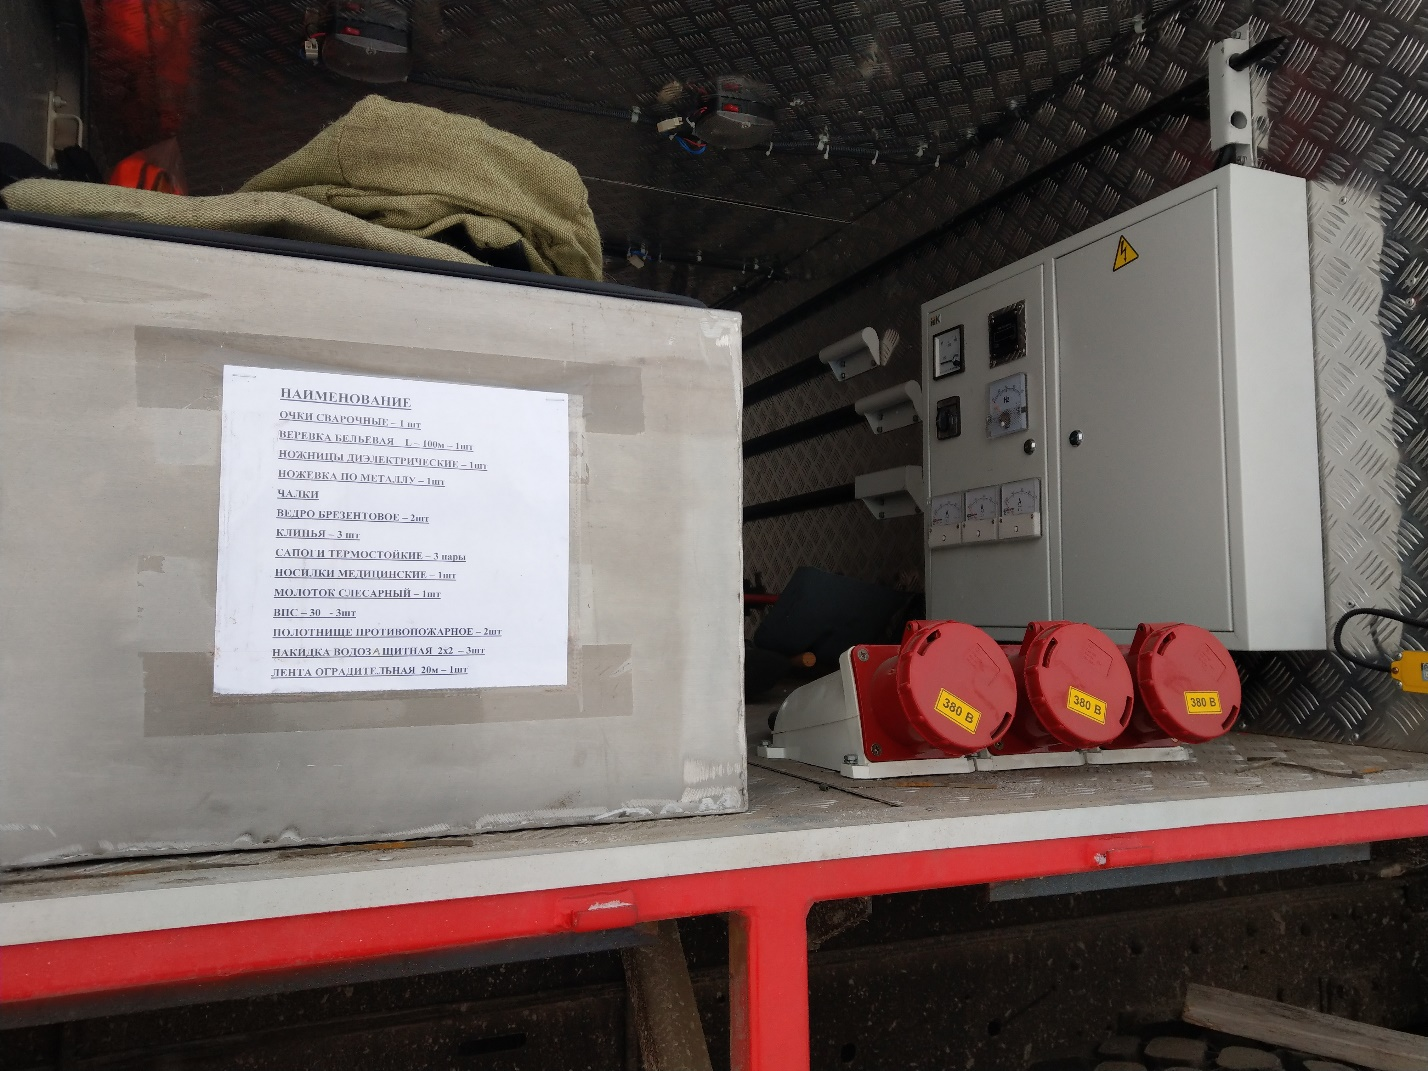 НАИМЕНОВАНИЕ
ОЧКИ СВАРОЧНЫЕ – 1 шт
ВЕРЕВКА БЕЛЬЕВАЯ L – 100м – 1шт
НОЖНИЦЫ ДИЭЛЕКТРИЧЕСКИЕ – 1шт
НОЖЕВКА ПО МЕТАЛЛУ – 1шт
ЧАЛКИ
ВЕДРО БРЕЗЕНТОВОЕ – 2шт
КЛИНЬЯ – 3 шт
САПОГИ ТЕРМОСТОЙКИЕ – 3 пары
НОСИЛКИ МЕДИЦИНСКИЕ – 1шт
МОЛОТОК СЛЕСАРНЫЙ – 1шт
ВПС – 30 - 3шт
ПОЛОТНИЩЕ ПРОТИВОПОЖАРНОЕ – 2шт
НАКИДКА ВОДОЗАЩИТНАЯ 2х2 – 3шт
ЛЕНТА ОГРАДИТЕЛЬНАЯ 20м – 1шт
Hz
A
A
A
380 В
380 В
380 В